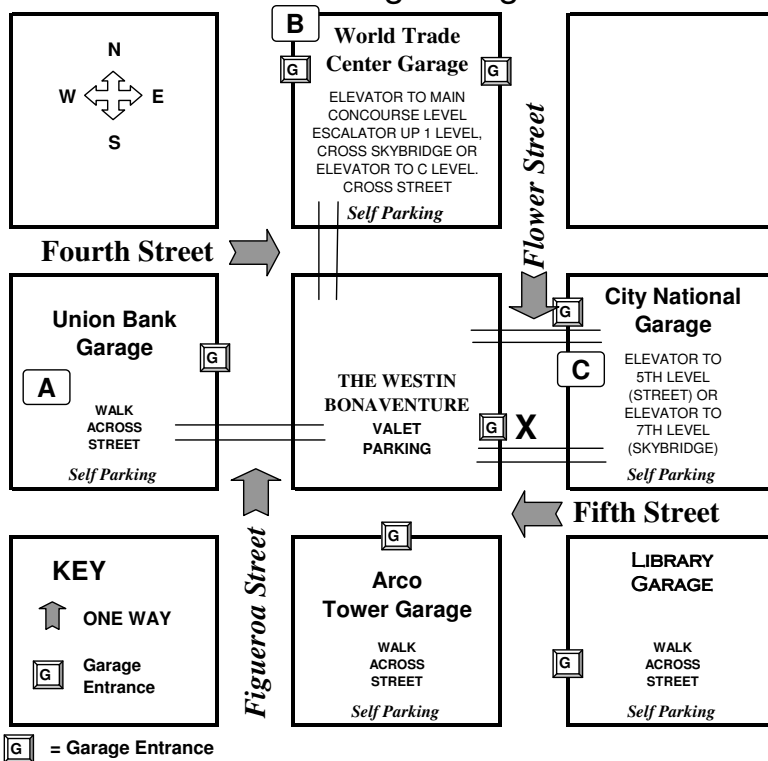 B
World Trade
Center Garage
G
G
ELEVATOR TO MAIN
CONCOURSE LEVEL
ESCALATOR UP 1 LEVEL,
CROSS SKYBRIDGE OR
ELEVATOR TO C LEVEL.
CROSS STREET
Self Parking
N
W E
S
Flower Street
Fourth Street
Union Bank
Garage
G
A
WALK
ACROSS
STREET
Self Parking
THE WESTIN
BONAVENTURE
VALET
PARKING
G X
City National
Garage
G
C
ELEVATOR TO
5TH LEVEL
(STREET) OR
ELEVATOR TO
7TH LEVEL
(SKYBRIDGE)
Self Parking
Fifth Street
Figueroa Street
KEY
ONE WAY
G Garage
Entrance
G
Arco
Tower Garage
WALK
ACROSS
STREET
Self Parking
LIBRARY
GARAGE
G
WALK
ACROSS
STREET
Self Parking
G = Garage Entrance